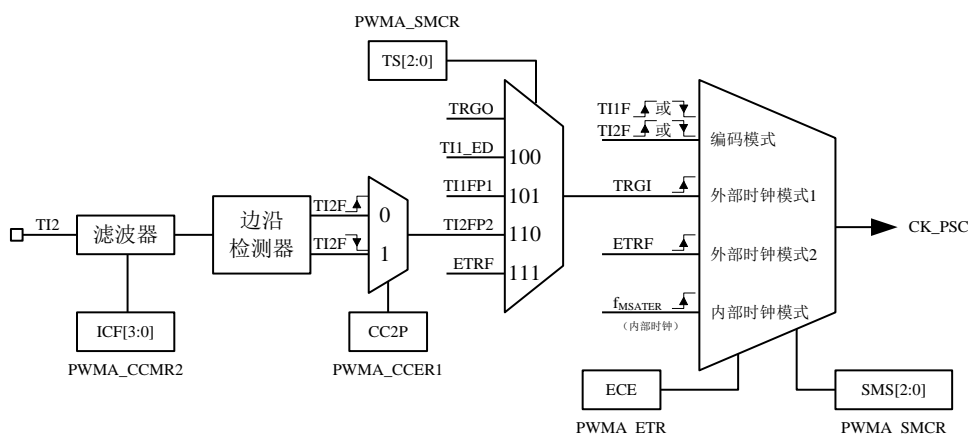 PWMA_SMCR
TS[2:0]
TRGO
TI1_ED
100
TI1FP1
101
TI2FP2
110
ETRF
111
TI2
滤波器
边沿
检测器
TI2F
0
TI2F
1
ICF[3:0]
PWMA_CCMR2
CC2P
PWMA_CCER1
TI1F 或
TI2F 或
编码模式
TRGI
外部时钟模式1
ETRF
外部时钟模式2
fMSATER
(内部时钟)
内部时钟模式
CK_PSC
ECE
PWMA_ETR
SMS[2:0]
PWMA_SMCR